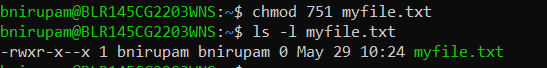 bnirupam@BLR145CG2203WNS:~$ chmod 751 myfile.txt
bnirupam@BLR145CG2203WNS:~$ ls -l myfile.txt
-rwxr-x--x 1 bnirupam bnirupam 0 May 29 10:24 myfile.txt